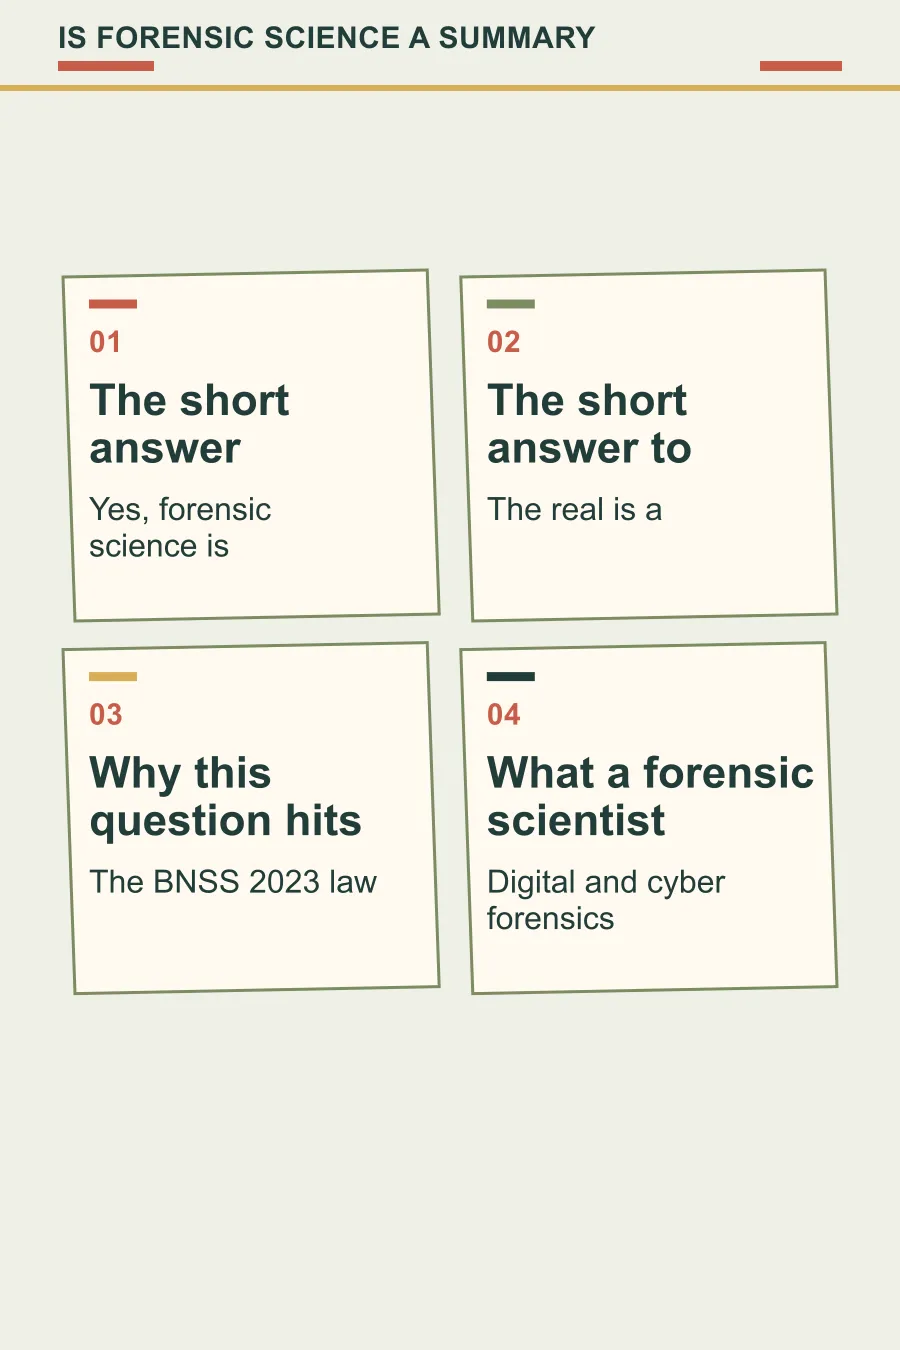 IS FORENSIC SCIENCE A SUMMARY
01
The short
answer
Yes, forensic
science is
02
The short
answer to
The real is a
03
Why this
question hits
The BNSS 2023 law
04
What a forensic
scientist
Digital and cyber
forensics